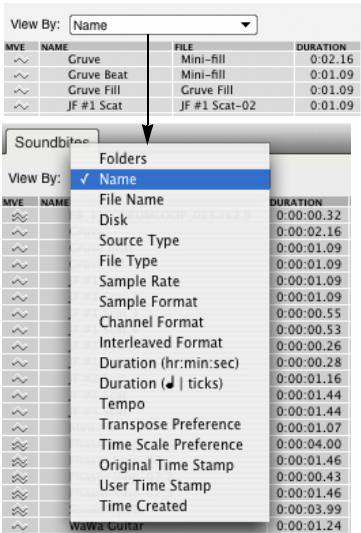 View By: Name
MVE NAME FILE DURATION
Gruve Mini-fill 0:02.16
Gruve Beat Mini-fill 0:01.09
Gruve Fill Gruve Fill 0:01.09
JF #1 Scat JF #1 Scat-02 0:01.09
Soundbites
View By:
MVE NAME DURATION
Folders
✓ Name
File Name
Disk
Source Type
File Type
Sample Rate
Sample Format
Channel Format
Interleaved Format
Duration (hr:min:sec)
Duration (♩ | ticks)
Tempo
Transpose Preference
Time Scale Preference
Original Time Stamp
User Time Stamp
Time Created
0:00:00.32
0:00:02.16
0:00:01.09
0:00:01.09
0:00:01.09
0:00:00.55
0:00:00.53
0:00:00.26
0:00:00.28
0:00:01.16
0:00:01.44
0:00:01.44
0:00:01.07
0:00:04.00
0:00:01.46
0:00:00.43
0:00:01.46
0:00:03.99
WaWa Guitar 0:00:01.24